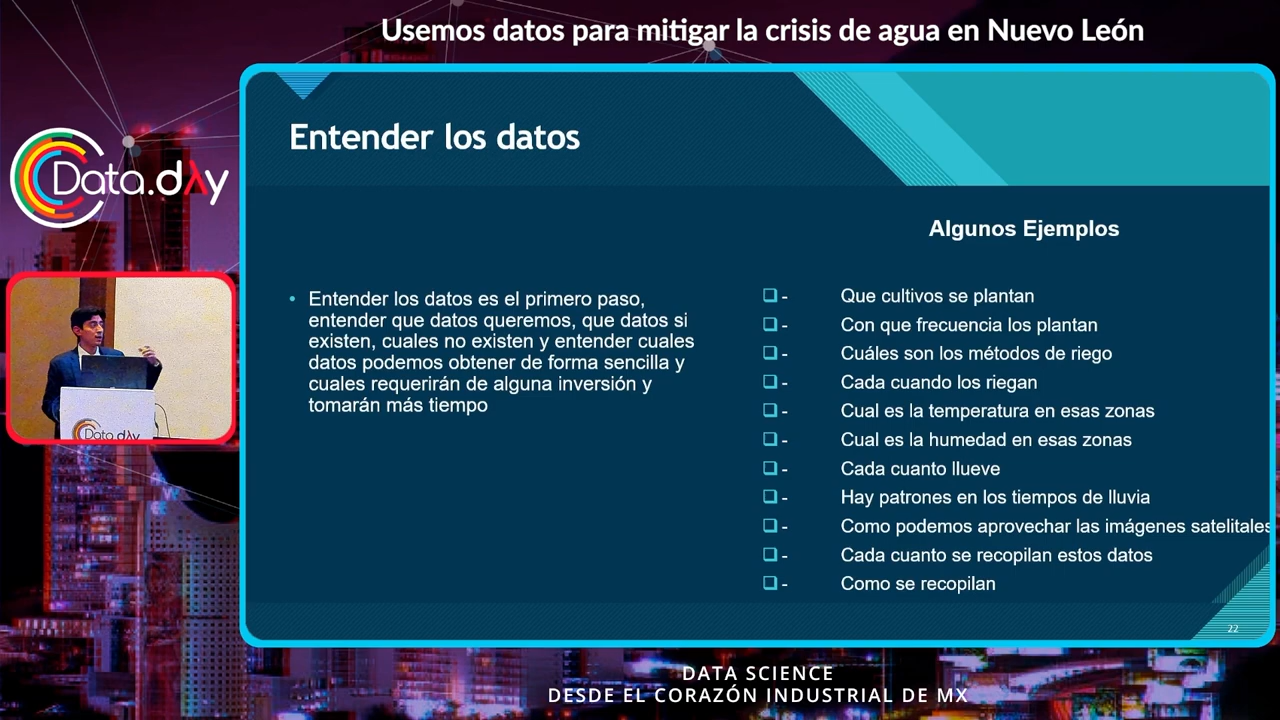 Usemos datos para mitigar la crisis de agua en Nuevo León
Data.dλy
Entender los datos
• Entender los datos es el primero paso,
entender que datos queremos, que datos si
existen, cuales no existen y entender cuales
datos podemos obtener de forma sencilla y
cuales requerirán de alguna inversión y
tomarán más tiempo
Algunos Ejemplos
❑ - Que cultivos se plantan
❑ - Con que frecuencia los plantan
❑ - Cuáles son los métodos de riego
❑ - Cada cuando los riegan
❑ - Cual es la temperatura en esas zonas
❑ - Cual es la humedad en esas zonas
❑ - Cada cuanto llueve
❑ - Hay patrones en los tiempos de lluvia
❑ - Como podemos aprovechar las imágenes satelitales
❑ - Cada cuanto se recopilan estos datos
❑ - Como se recopilan
22
Data.dλy
DATA SCIENCE
DESDE EL CORAZÓN INDUSTRIAL DE MX